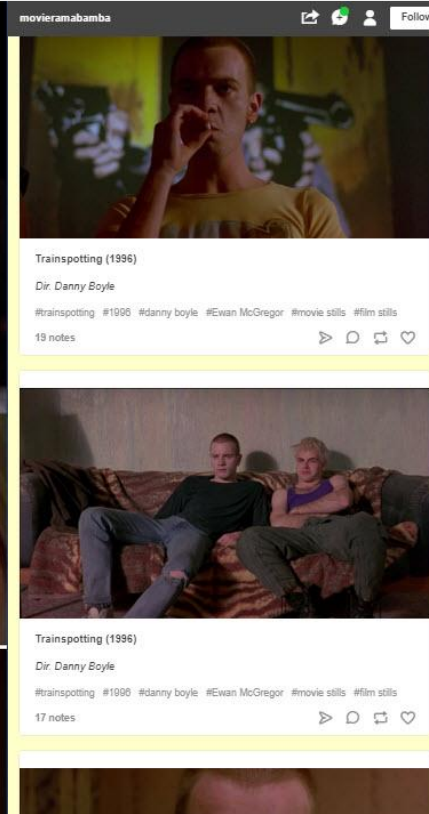 movieramabamba
Follow
Trainspotting (1996)
Dir. Danny Boyle
#trainspotting #1996 #danny boyle #Ewan McGregor #movie stills #film stills
19 notes
Trainspotting (1996)
Dir. Danny Boyle
#trainspotting #1996 #danny boyle #Ewan McGregor #movie stills #film stills
17 notes